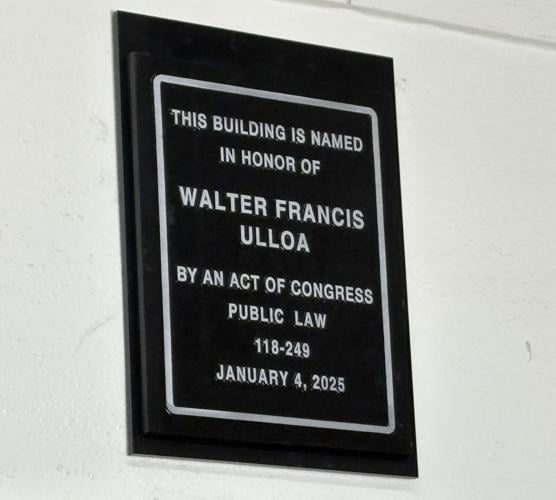 THIS BUILDING IS NAMED
IN HONOR OF
WALTER FRANCIS
ULLOA
BY AN ACT OF CONGRESS
PUBLIC LAW
118-249
JANUARY 4, 2025